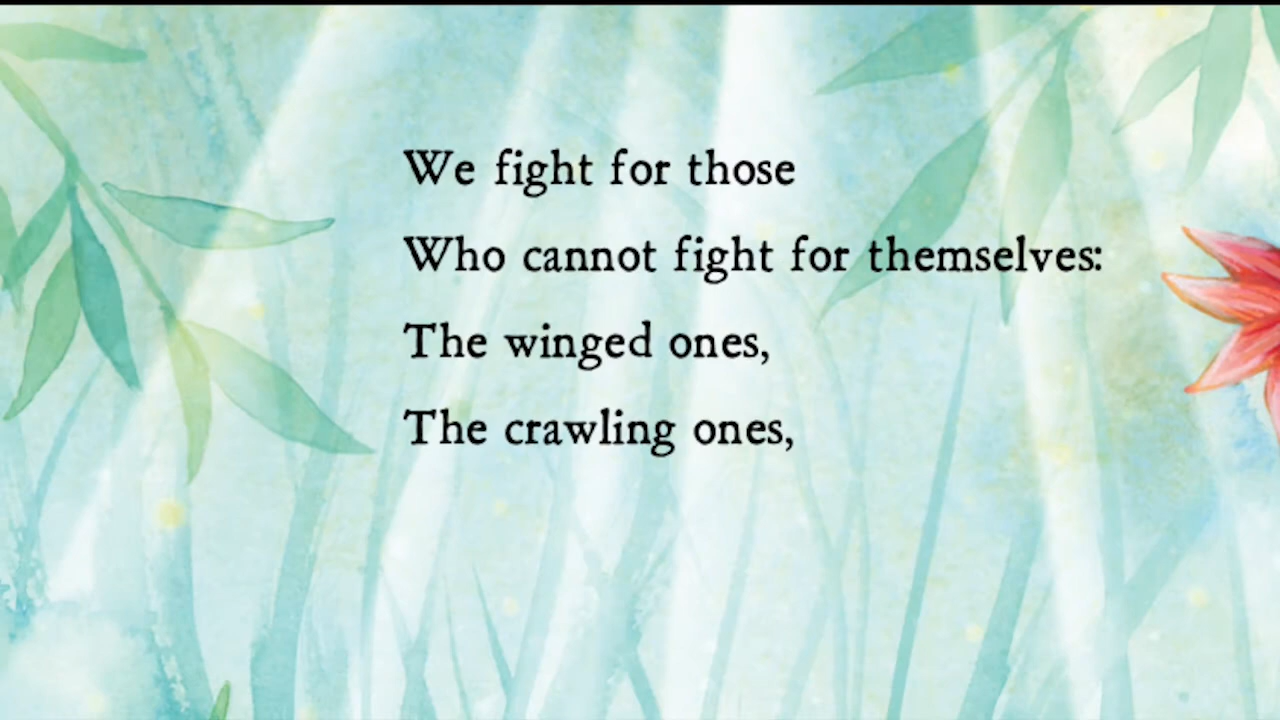 We fight for those
Who cannot fight for themselves:
The winged ones,
The crawling ones,